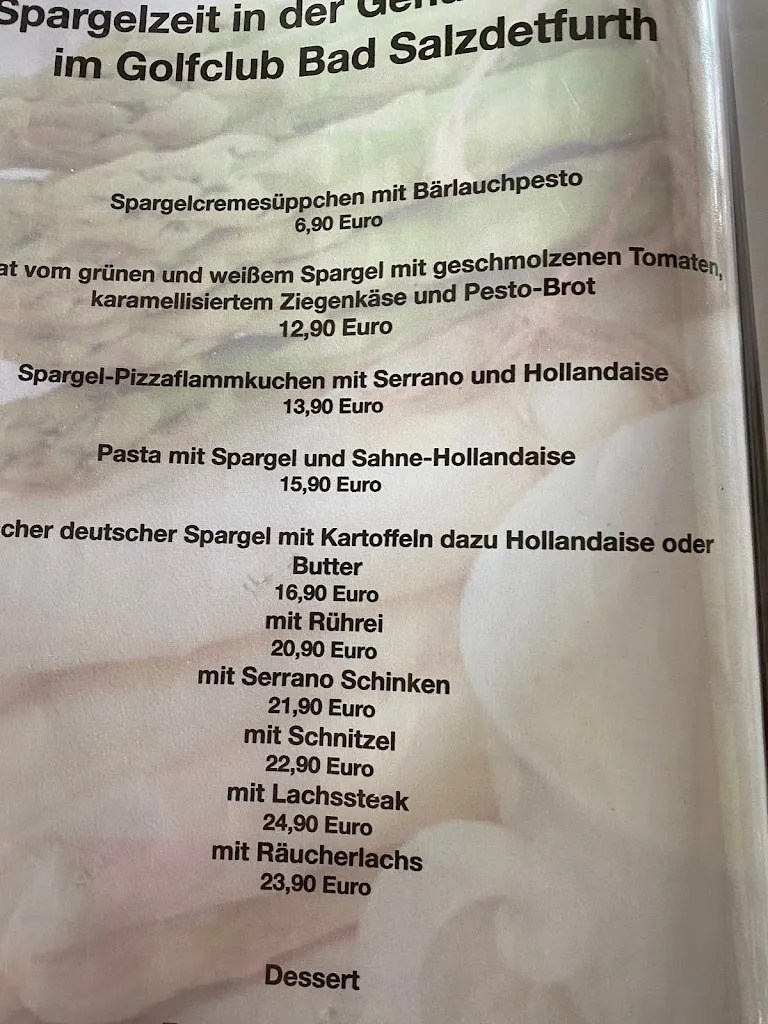 Spargelzeit in der
im Golfclub Bad Salzdetfurth
Spargelcremesüppchen mit Bärlauchpesto
6,90 Euro
vom grünen und weißem Spargel mit geschmolzenen Tomaten,
karamellisiertem Ziegenkäse und Pesto-Brot
12,90 Euro
Spargel-Pizzaflammkuchen mit Serrano und Hollandaise
13,90 Euro
Pasta mit Spargel und Sahne-Hollandaise
15,90 Euro
cher deutscher Spargel mit Kartoffeln dazu Hollandaise oder
Butter
16,90 Euro
mit Rührei
20,90 Euro
mit Serrano Schinken
21,90 Euro
mit Schnitzel
22,90 Euro
mit Lachssteak
24,90 Euro
mit Räucherlachs
23,90 Euro
Dessert